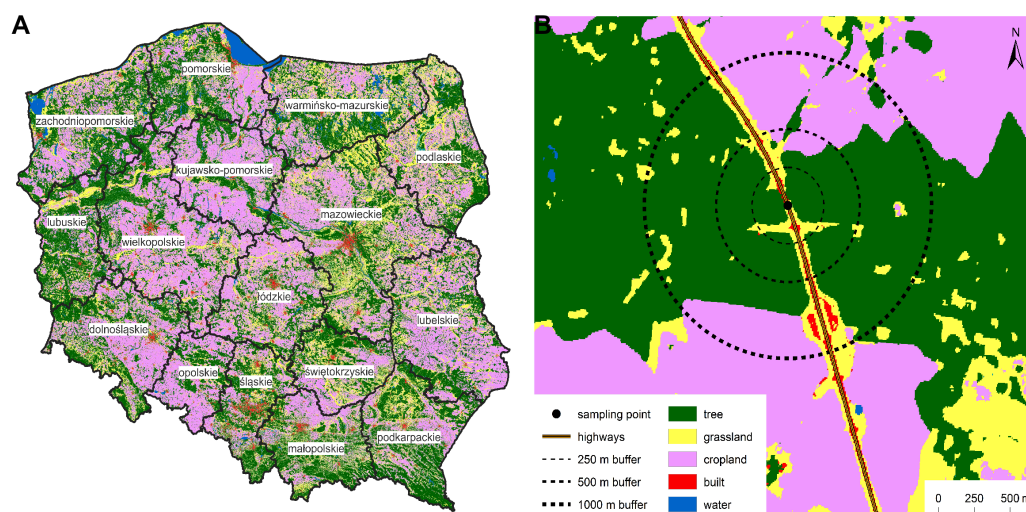 A
pomorskie
warmińsko-mazurskie
zachodniopomorskie
podlaskie
kujawsko-pomorskie
lubuskie
mazowieckie
wielkopolskie
łódzkie
lubelskie
dolnośląskie
opolskie
śląskie
świętokrzyskie
podkarpackie
małopolskie
B
N
sampling point
highways
250 m buffer
500 m buffer
1000 m buffer
tree
grassland
cropland
built
water
0 250 500 m